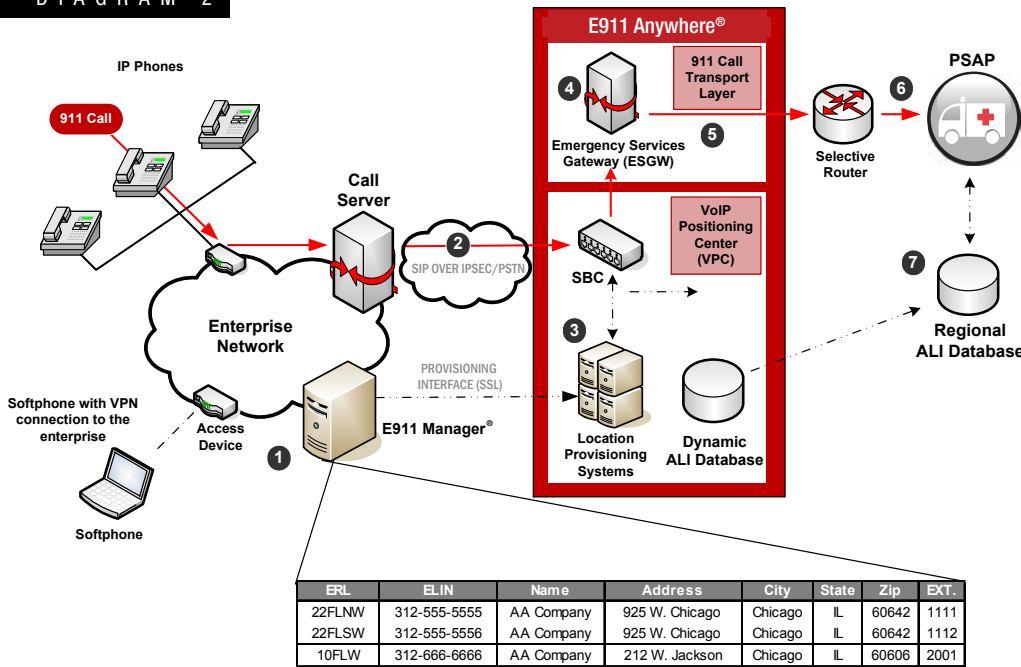 DIAGRAM 2
E911 Anywhere®
IP Phones
911 Call
4
911 Call
Transport
Layer
5
Emergency Services
Gateway (ESGW)
6
PSAP
Selective
Router
Call
Server
2
SIP OVER IPSEC/PSTN
SBC
VoIP
Positioning
Center
(VPC)
7
Regional
ALI Database
Enterprise
Network
3
PROVISIONING
INTERFACE (SSL)
Softphone with VPN
connection to the
enterprise
Access
Device
1
E911 Manager®
Location
Provisioning
Systems
Dynamic
ALI Database
Softphone
ERL ELIN Name Address City State Zip EXT.
22FLNW 312-555-5555 AA Company 925 W. Chicago Chicago IL 60642 1111
22FLSW 312-555-5556 AA Company 925 W. Chicago Chicago IL 60642 1112
10FLW 312-666-6666 AA Company 212 W. Jackson Chicago IL 60606 2001